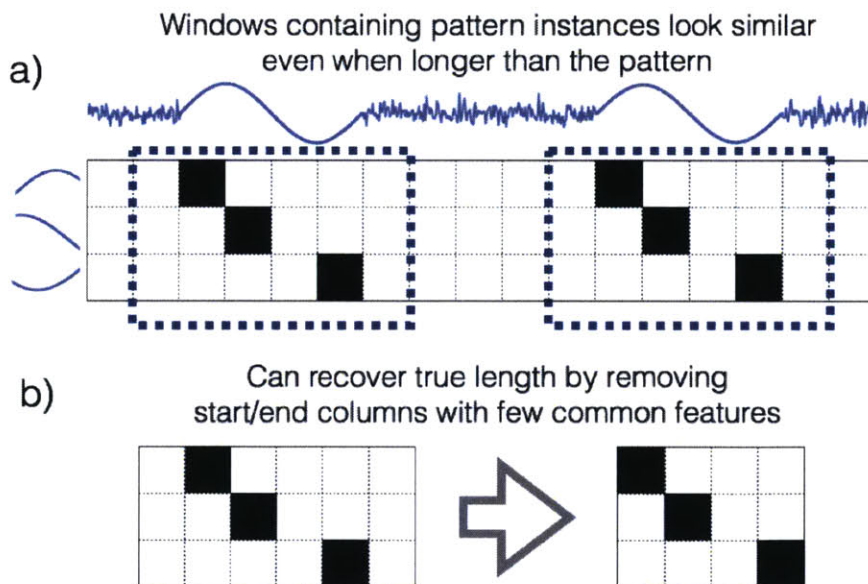 Windows containing pattern instances look similar
even when longer than the pattern
a)
b)
Can recover true length by removing
start/end columns with few common features